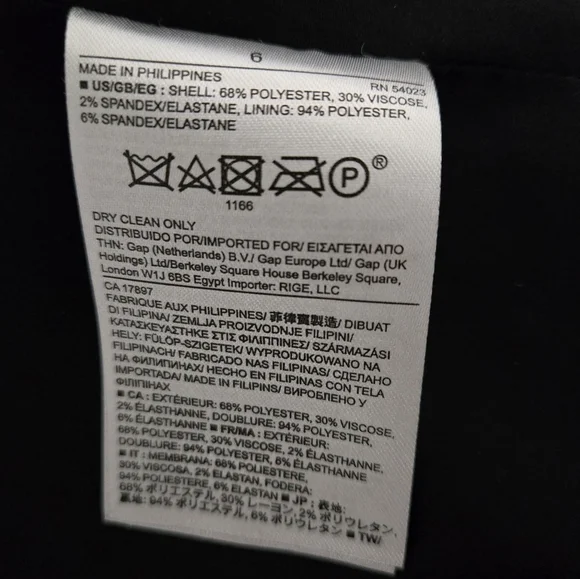 6
MADE IN PHILIPPINES RN 54023
■ US/GB/EG : SHELL: 68% POLYESTER, 30% VISCOSE,
2% SPANDEX/ELASTANE, LINING: 94% POLYESTER,
6% SPANDEX/ELASTANE
P ®
1166
DRY CLEAN ONLY
DISTRIBUIDO POR/IMPORTED FOR/ ΕΙΣΑΓΕΤΑΙ ΑΠΟ
THN: Gap (Netherlands) B.V./ Gap Europe Ltd/ Gap (UK
Holdings) Ltd/Berkeley Square House Berkeley Square,
London W1J 6BS Egypt Importer: RIGE, LLC
CA 17897
FABRIQUE AUX PHILIPPINES/ 菲律賓製造/ DIBUAT
DI FILIPINA/ ZEMLJA PROIZVODNJE FILIPINI/
ΚΑΤΑΣΚΕΥΑΣΤΗΚΕ ΣΤΙΣ ΦΙΛΙΠΠΙΝΕΣ/ SZÁRMAZÁSI
HELY: FÜLÖP-SZIGETEK/ WYPRODUKOWANO NA
FILIPINACH/ FABRICADO NAS FILIPINAS/ СДЕЛАНО
НА ФИЛИПИНАХ/ HECHO EN FILIPINAS CON TELA
IMPORTADA/ MADE IN FILIPINS/ ВИРОБЛЕНО У
ФІЛІПІНАХ
■ CA : EXTÉRIEUR: 68% POLYESTER, 30% VISCOSE,
2% ÉLASTHANNE, DOUBLURE: 94% POLYESTER,
6% ÉLASTHANNE ■ FR/MA : EXTÉRIEUR:
68% POLYESTER, 30% VISCOSE, 2% ÉLASTHANNE,
DOUBLURE: 94% POLYESTER, 6% ÉLASTHANNE
■ IT : MEMBRANA: 68% POLIESTERE,
30% VISCOSA, 2% ELASTAN, FODERA:
94% POLIESTERE, 6% ELASTAN ■ JP : 表地:
68% ポリエステル, 30% レーヨン, 2% ポリウレタン,
裏地: 94% ポリエステル, 6% ポリウレタン ■ TW/